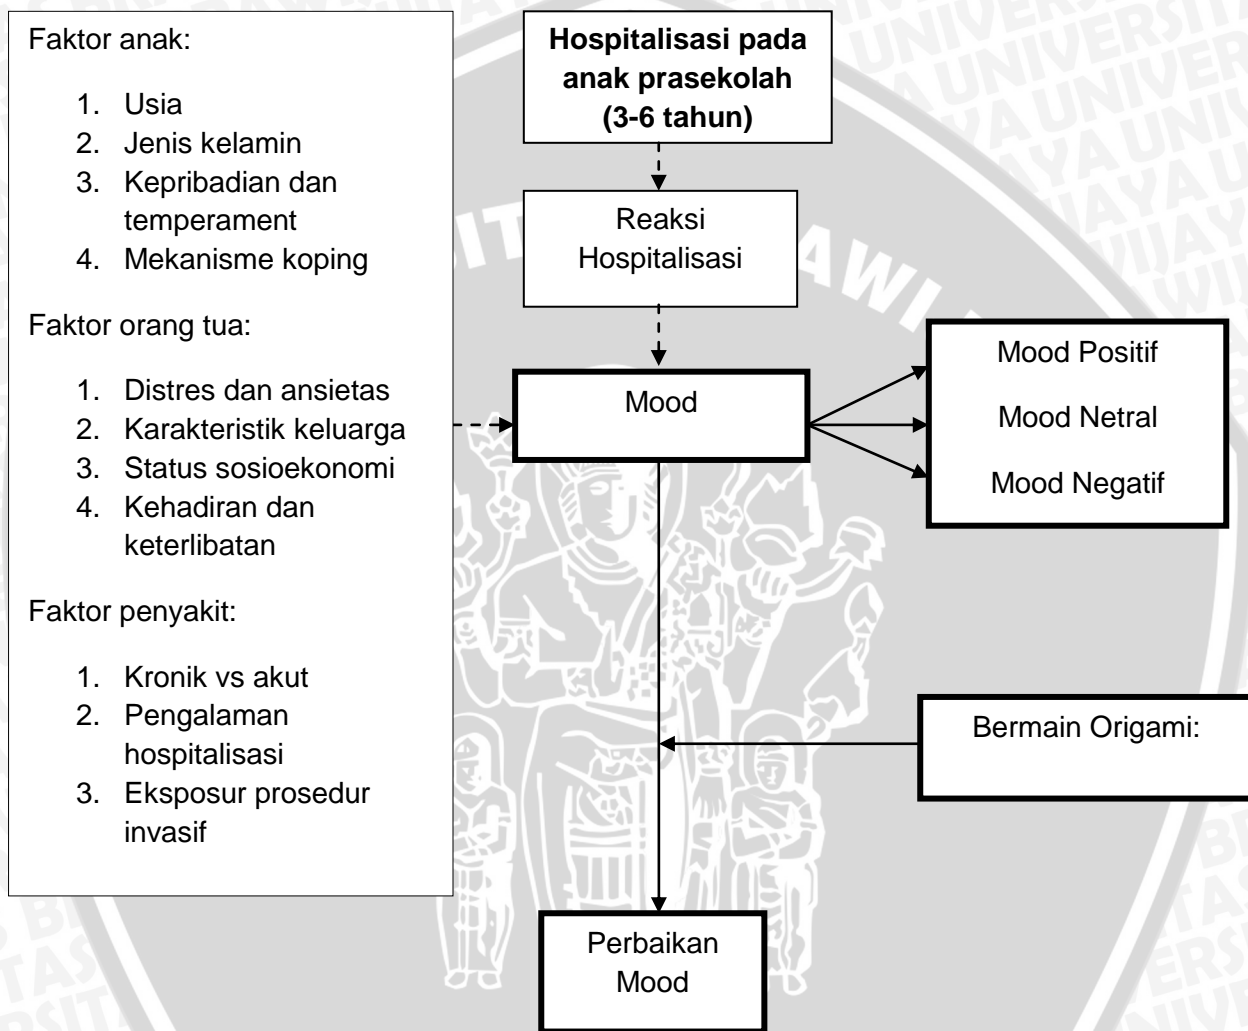 Faktor anak:
1. Usia
2. Jenis kelamin
3. Kepribadian dan
temperament
4. Mekanisme koping
Faktor orang tua:
1. Distres dan ansietas
2. Karakteristik keluarga
3. Status sosioekonomi
4. Kehadiran dan
keterlibatan
Faktor penyakit:
1. Kronik vs akut
2. Pengalaman
hospitalisasi
3. Eksposur prosedur
invasif
Hospitalisasi pada
anak prasekolah
(3-6 tahun)
Reaksi
Hospitalisasi
Mood
Mood Positif
Mood Netral
Mood Negatif
Bermain Origami:
Perbaikan
Mood